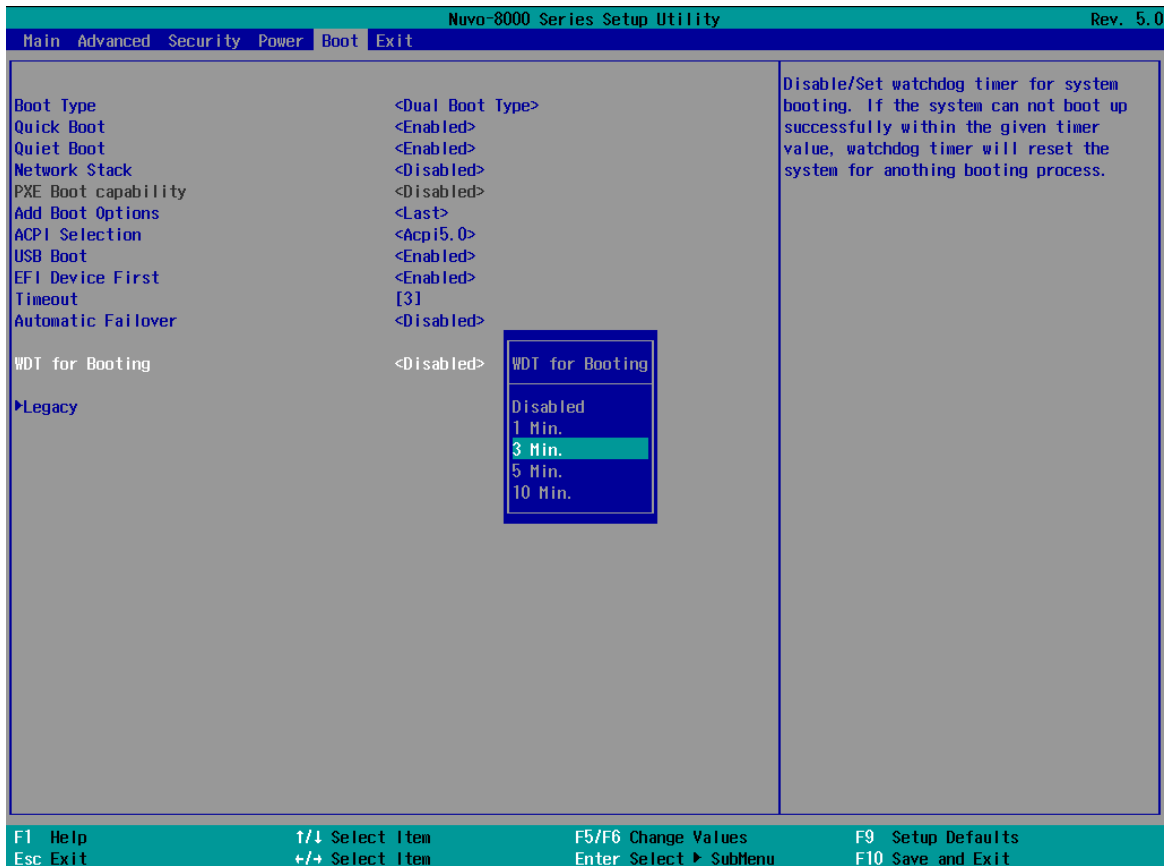 Nuvo-8000 Series Setup Utility Rev. 5.0
Main Advanced Security Power Boot Exit
Boot Type <Dual Boot Type>
Quick Boot <Enabled>
Quiet Boot <Enabled>
Network Stack <Disabled>
PXE Boot capability <Disabled>
Add Boot Options <Last>
ACPI Selection <Acpi5.0>
USB Boot <Enabled>
EFI Device First <Enabled>
Timeout [3]
Automatic Failover <Disabled>
WDT for Booting <Disabled>
▶Legacy
WDT for Booting
Disabled
1 Min.
3 Min.
5 Min.
10 Min.
Disable/Set watchdog timer for system
booting. If the system can not boot up
successfully within the given timer
value, watchdog timer will reset the
system for anothing booting process.
F1 Help ↑/↓ Select Item F5/F6 Change Values F9 Setup Defaults
Esc Exit ←/→ Select Item Enter Select ▶ SubMenu F10 Save and Exit